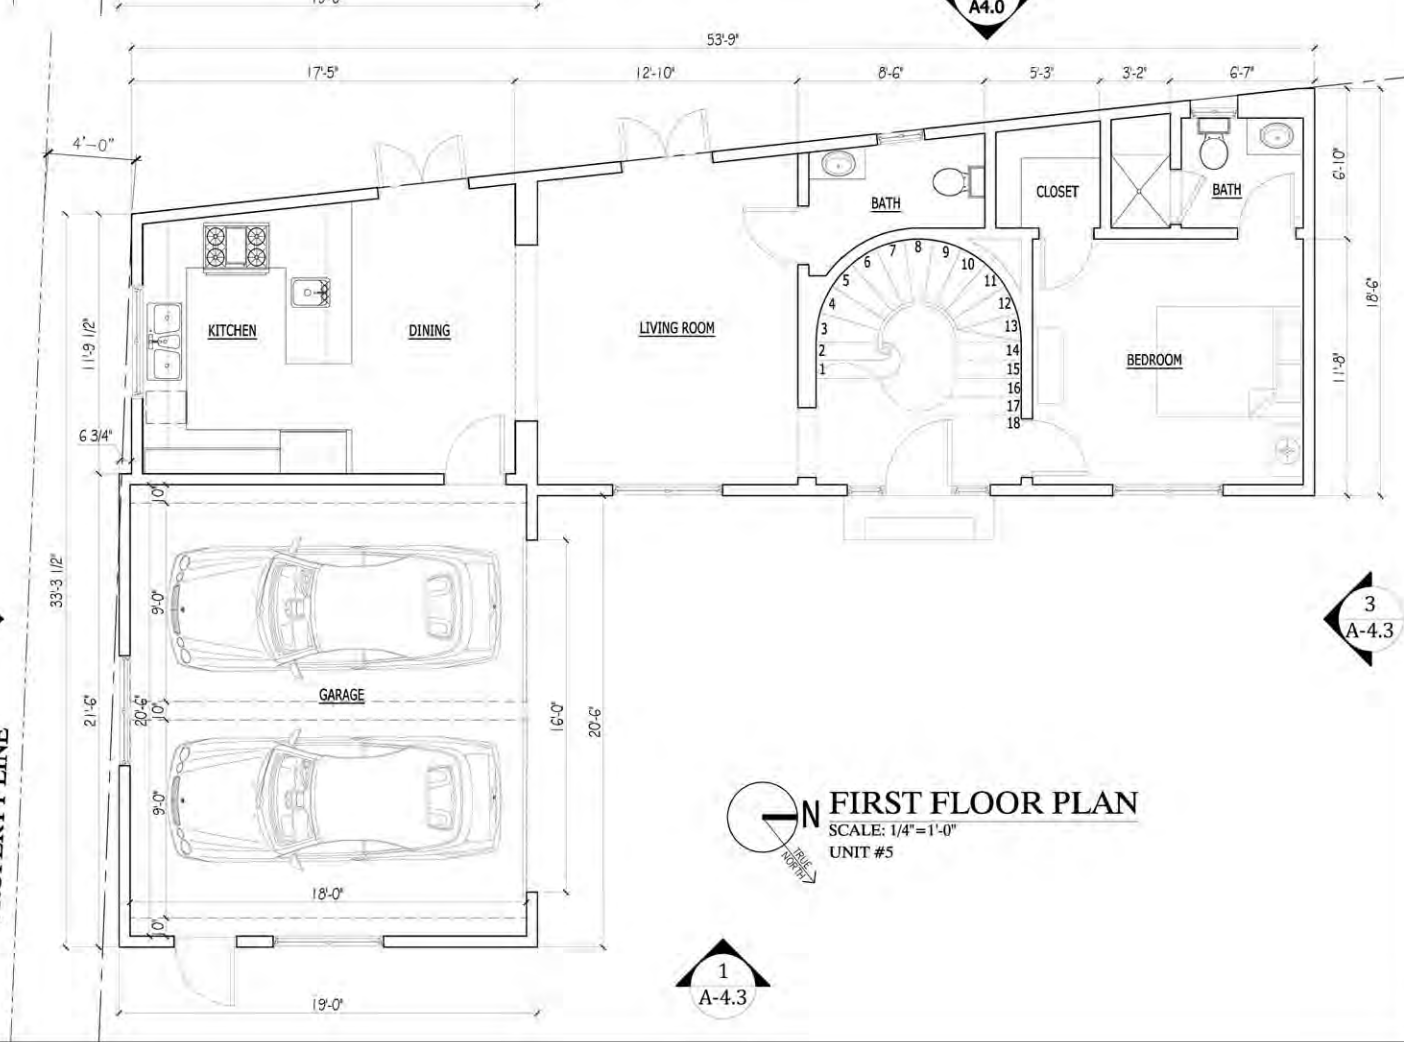 A4.0
53'-9"
17'-5"
12'-10"
8'-6"
5'-3"
3'-2"
6'-7"
4'-0"
6'-10"
CLOSET
BATH
BATH
18'-6"
8
7
9
6
10
5
11
4
12
3
13
2
14
1
15
16
17
18
KITCHEN
DINING
LIVING ROOM
BEDROOM
11'-9 1/2"
11'-8"
6 3/4"
10"
33'-3 1/2"
9'-0"
3
A-4.3
GARAGE
21'-6"
20'-6"
10"
16'-0"
20'-6"
9'-0"
N
TRUE
NORTH
FIRST FLOOR PLAN
SCALE: 1/4"=1'-0"
UNIT #5
18'-0"
10"
1
A-4.3
19'-0"